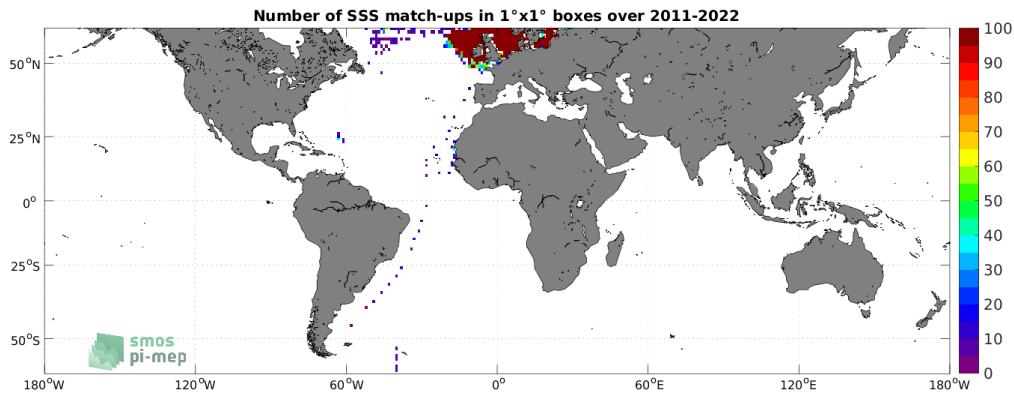 Number of SSS match-ups in 1°x1° boxes over 2011-2022
50°N
25°N
0°
25°S
50°S
180°W
120°W
60°W
0°
60°E
120°E
180°W
100
90
80
70
60
50
40
30
20
10
0
smos
pi-mep